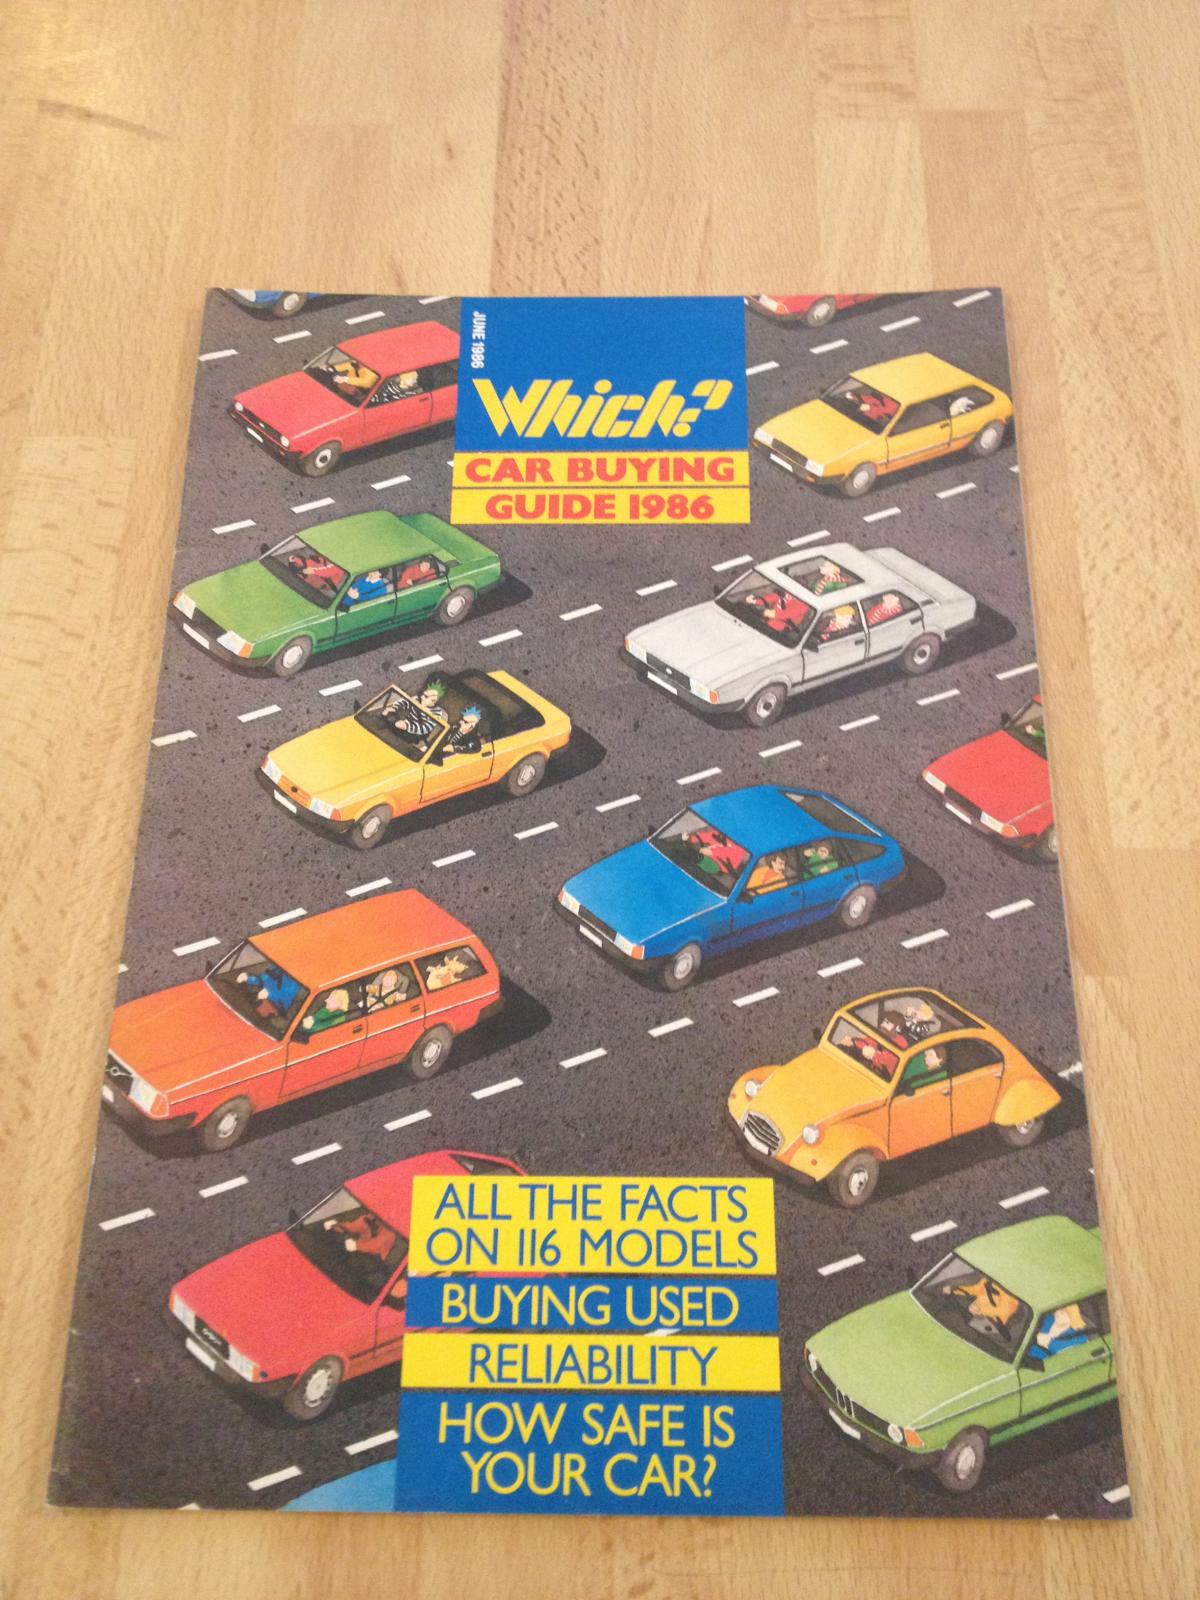 JUNE 1986
Which?
CAR BUYING
GUIDE 1986
ALL THE FACTS
ON 116 MODELS
BUYING USED
RELIABILITY
HOW SAFE IS
YOUR CAR?